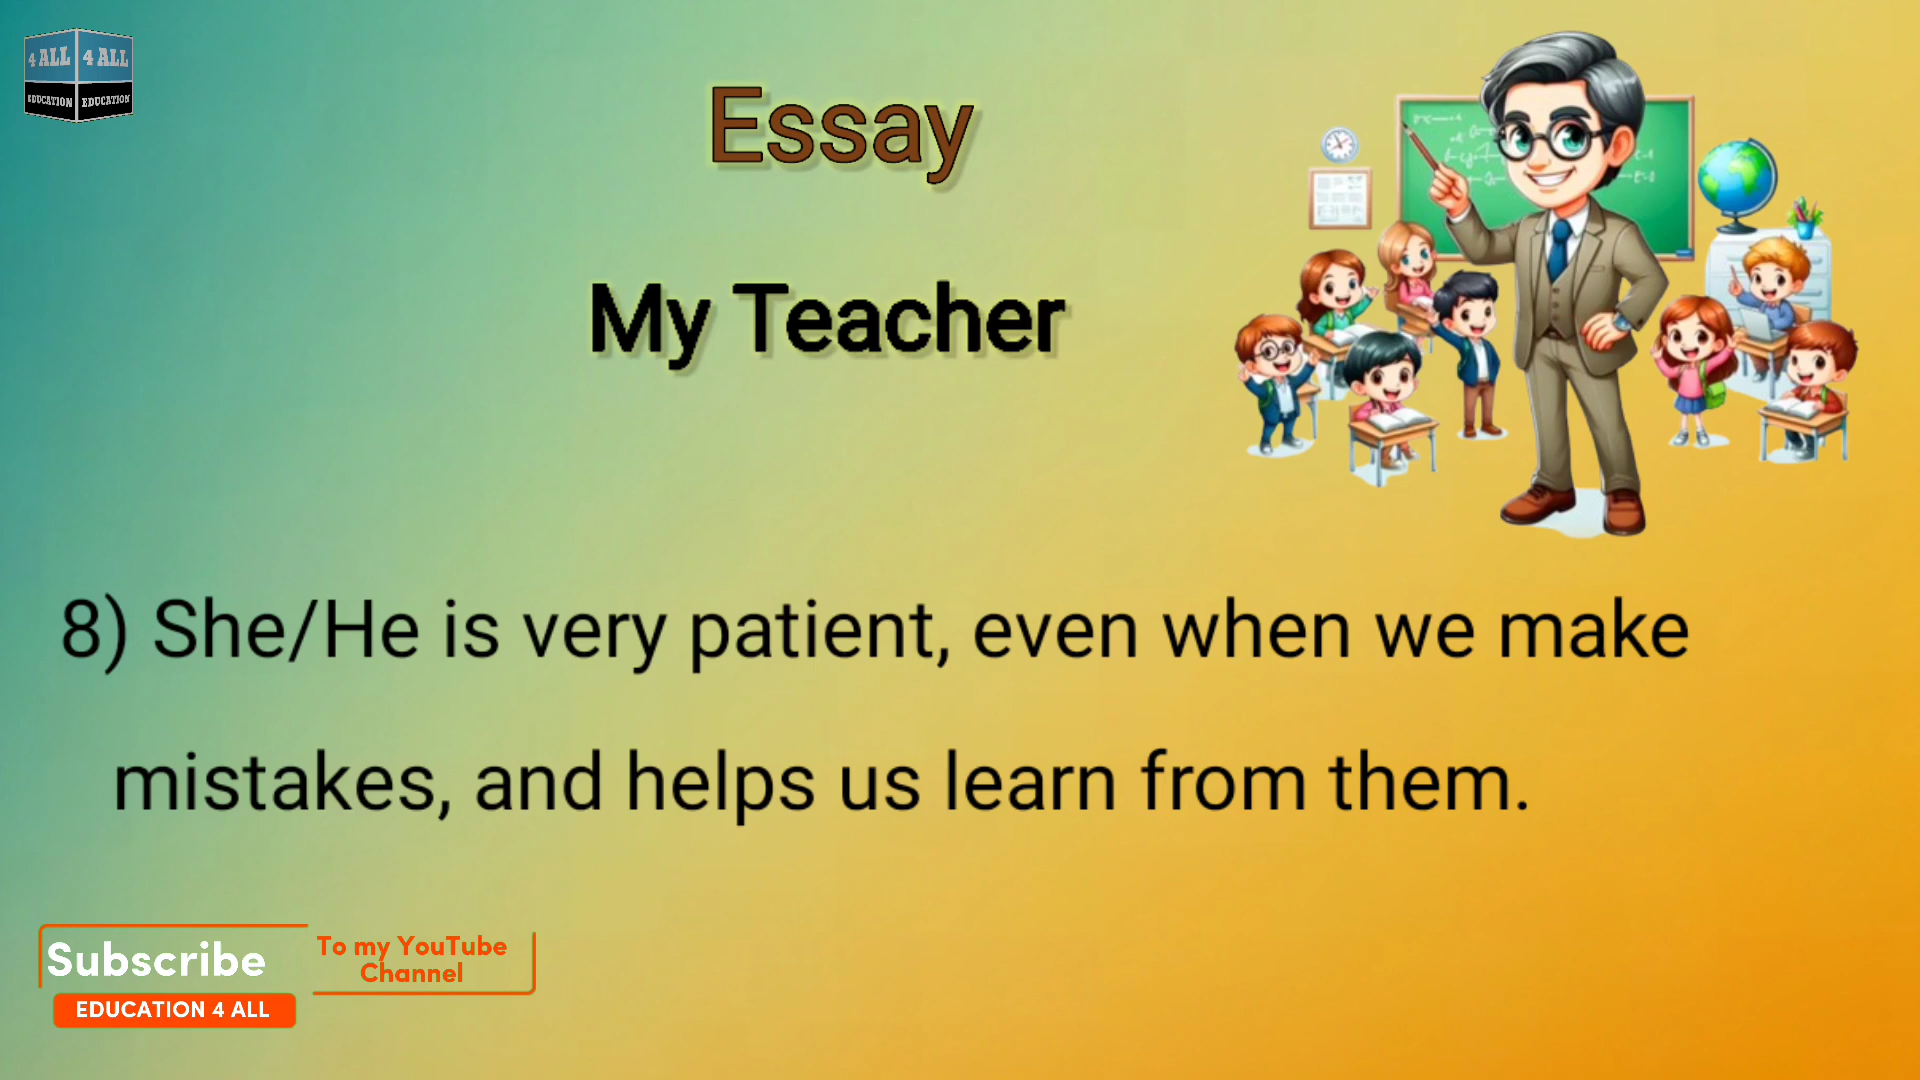 4 ALL 4 ALL
EDUCATION EDUCATION
Essay
My Teacher
8) She/He is very patient, even when we make
mistakes, and helps us learn from them.
Subscribe
To my YouTube
Channel
EDUCATION 4 ALL